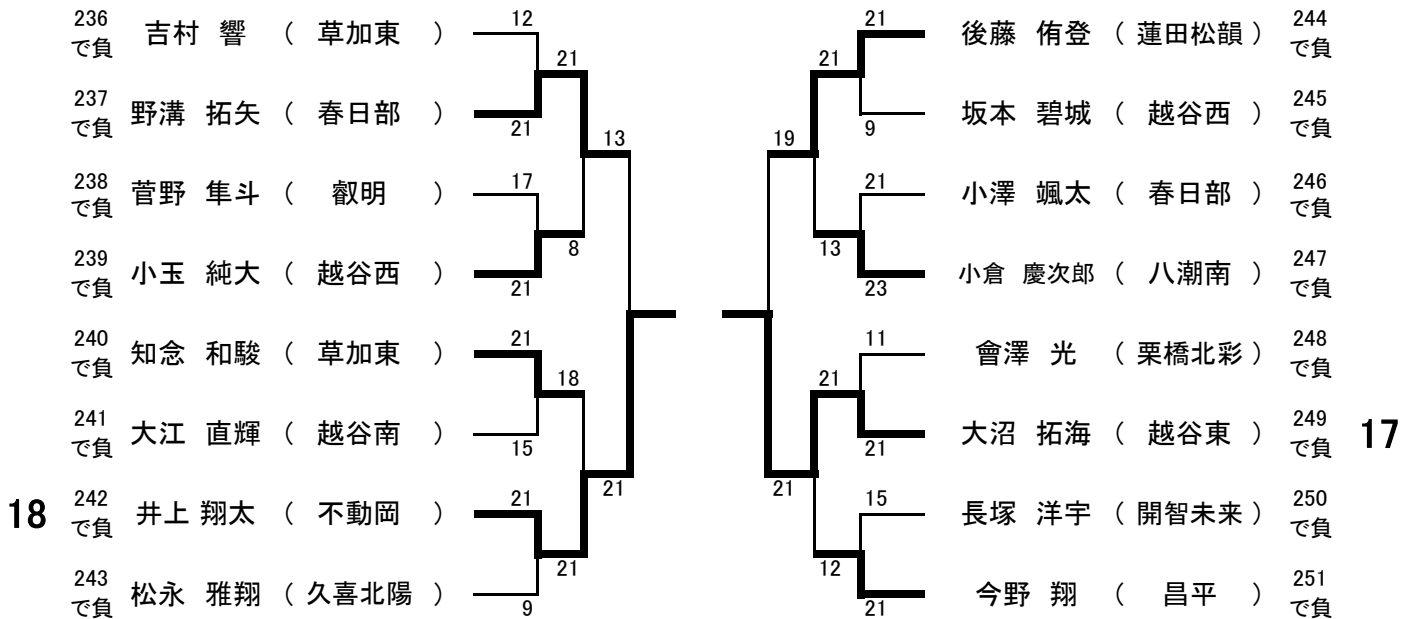 236
で負 吉村 響 ( 草加東 ) 12
21
237
で負 野溝 拓矢 ( 春日部 ) 21
13
238
で負 菅野 隼斗 ( 叡明 ) 17
8
239
で負 小玉 純大 ( 越谷西 ) 21
240
で負 知念 和駿 ( 草加東 ) 21
18
241
で負 大江 直輝 ( 越谷南 ) 15
21
18 242
で負 井上 翔太 ( 不動岡 ) 21
21
243
で負 松永 雅翔 ( 久喜北陽 ) 9
21 後藤 侑登 ( 蓮田松韻 ) 244
で負
21
9 坂本 碧城 ( 越谷西 ) 245
で負
19
21 小澤 颯太 ( 春日部 ) 246
で負
13
23 小倉 慶次郎 ( 八潮南 ) 247
で負
11 會澤 光 ( 栗橋北彩 ) 248
で負
21
21 大沼 拓海 ( 越谷東 ) 249
で負 17
21
15 長塚 洋宇 ( 開智未来 ) 250
で負
12
21 今野 翔 ( 昌平 ) 251
で負